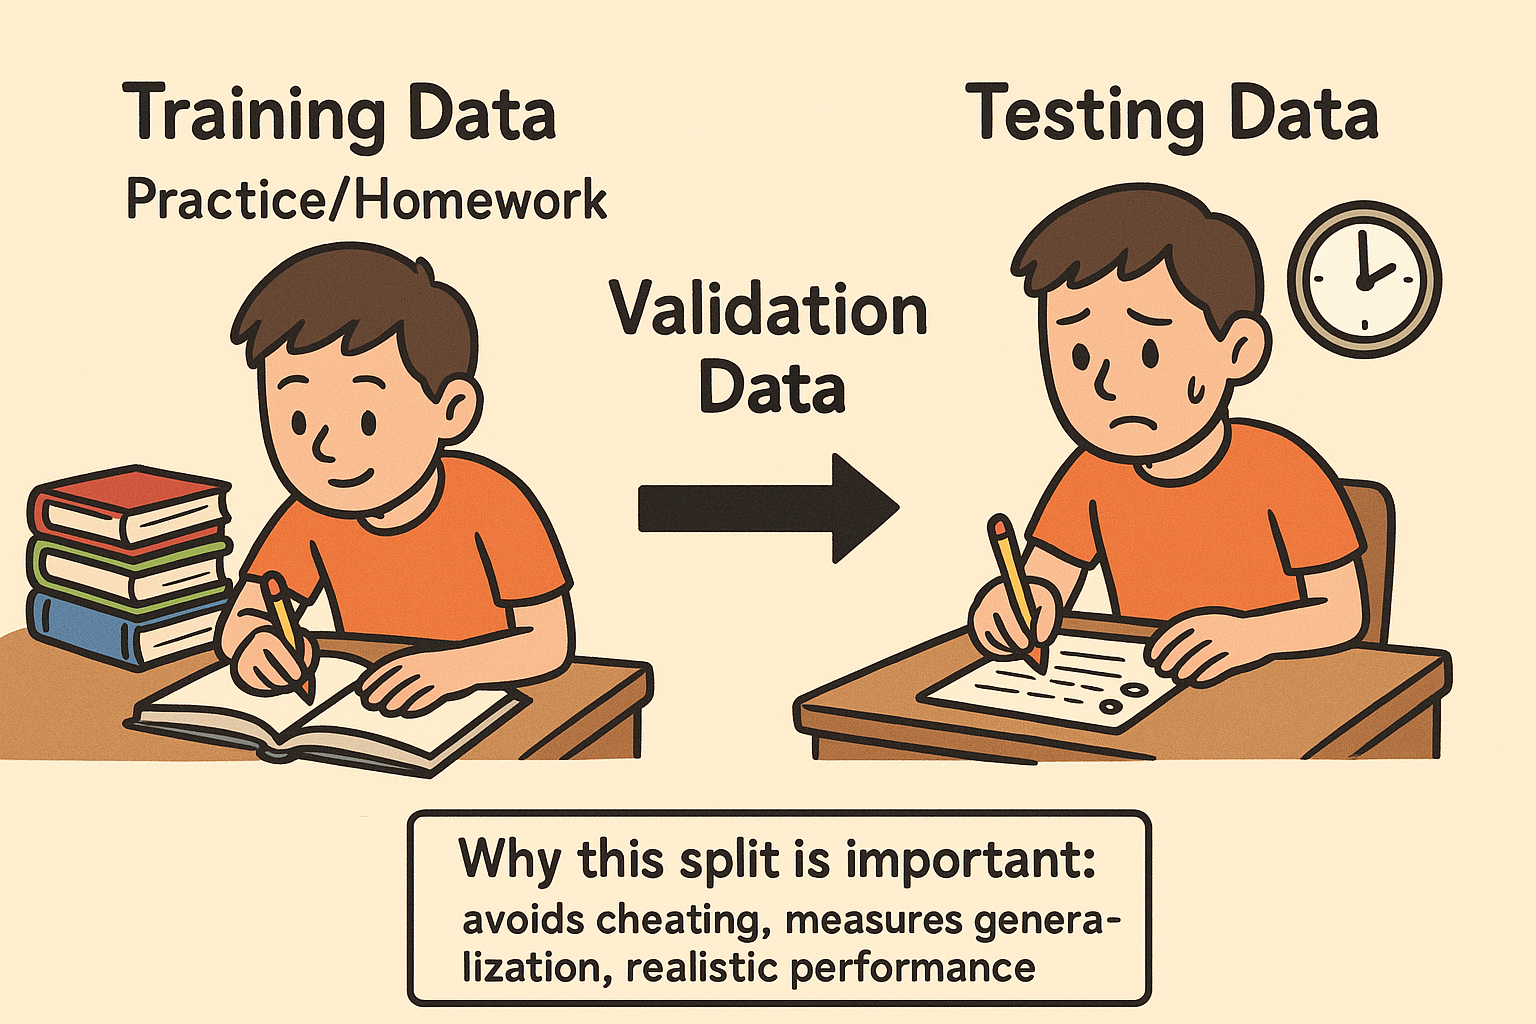 Training Data
Practice/Homework
Validation
Data
Testing Data
Why this split is important:
avoids cheating, measures genera-
lization, realistic performance